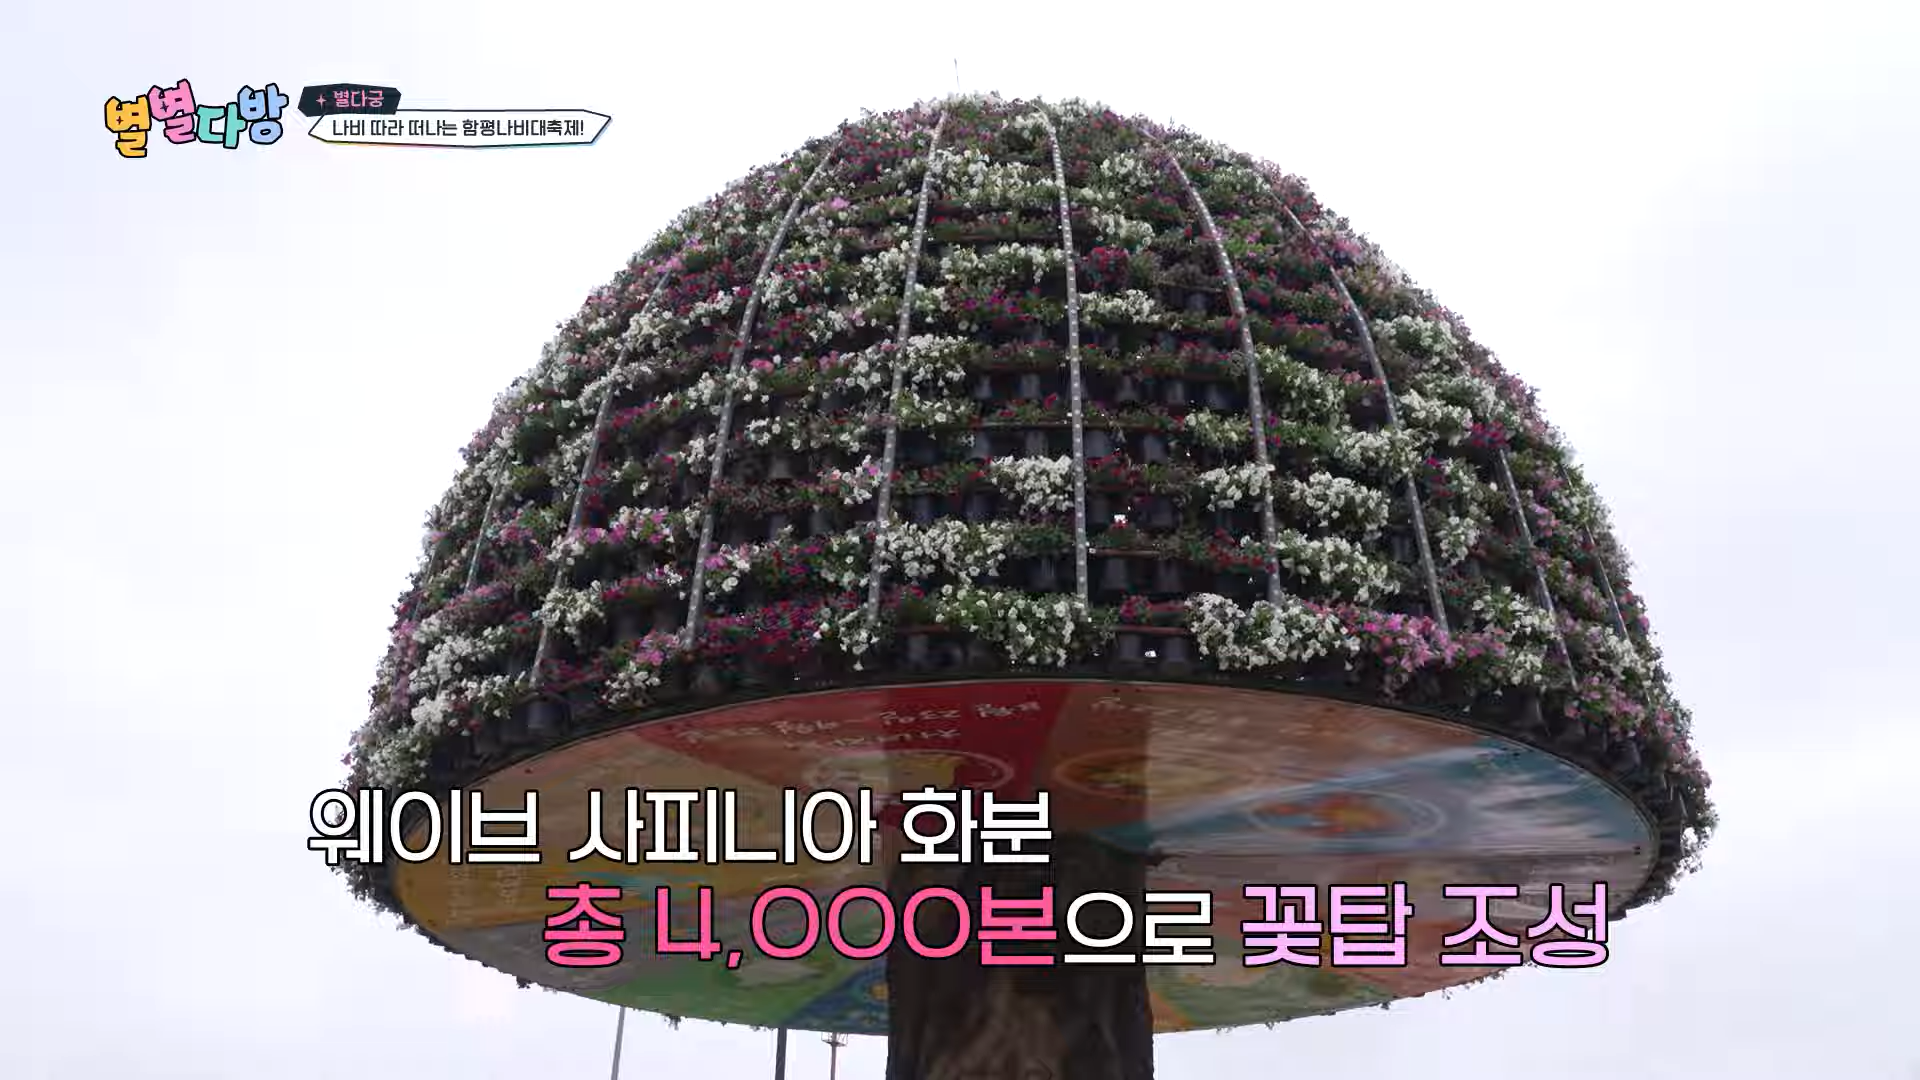 별별다방
별다궁
나비 따라 떠나는 함평나비대축제!
웨이브 사피니아 화분
총 4,000본으로 꽃탑 조성